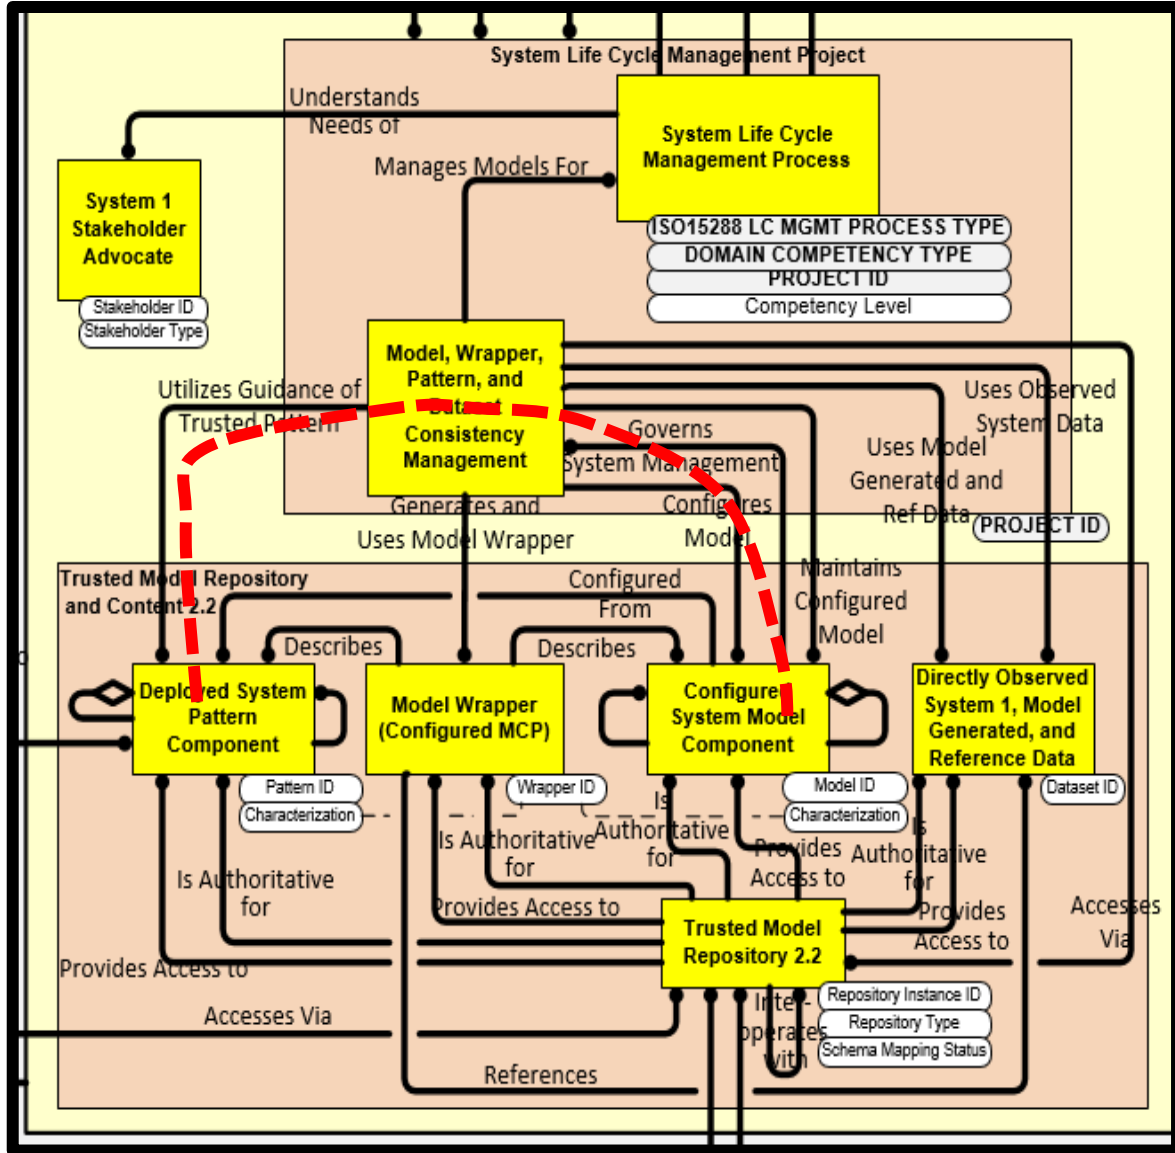 System Life Cycle Management Project
Understands
Needs of
System Life Cycle
Management Process
Manages Models For
System 1
Stakeholder
Advocate
ISO15288 LC MGMT PROCESS TYPE
DOMAIN COMPETENCY TYPE
PROJECT ID
Competency Level
Stakeholder ID
Stakeholder Type
Model, Wrapper,
Pattern, and
Dataset
Consistency
Management
Utilizes Guidance of
Trusted Pattern
Uses Observed
System Data
Governs
System Management
Uses Model
Generated and
Ref Data
Configures
Model
Generates and
Uses Model Wrapper
PROJECT ID
Trusted Model Repository
and Content 2.2
Configured
From
Maintains
Configured
Model
Describes
Describes
Deployed System
Pattern
Component
Model Wrapper
(Configured MCP)
Configured
System Model
Component
Directly Observed
System 1, Model
Generated, and
Reference Data
Pattern ID
Characterization
Wrapper ID
Model ID
Characterization
Dataset ID
Is Authoritative
for
Is Authoritative
for
Is
Authoritative
for
Provides
Access to
Is
Authoritative
for
Provides Access to
Provides
Access to
Accesses
Via
Trusted Model
Repository 2.2
Provides Access to
Repository Instance ID
Repository Type
Schema Mapping Status
Accesses Via
Inter-
operates
with
References